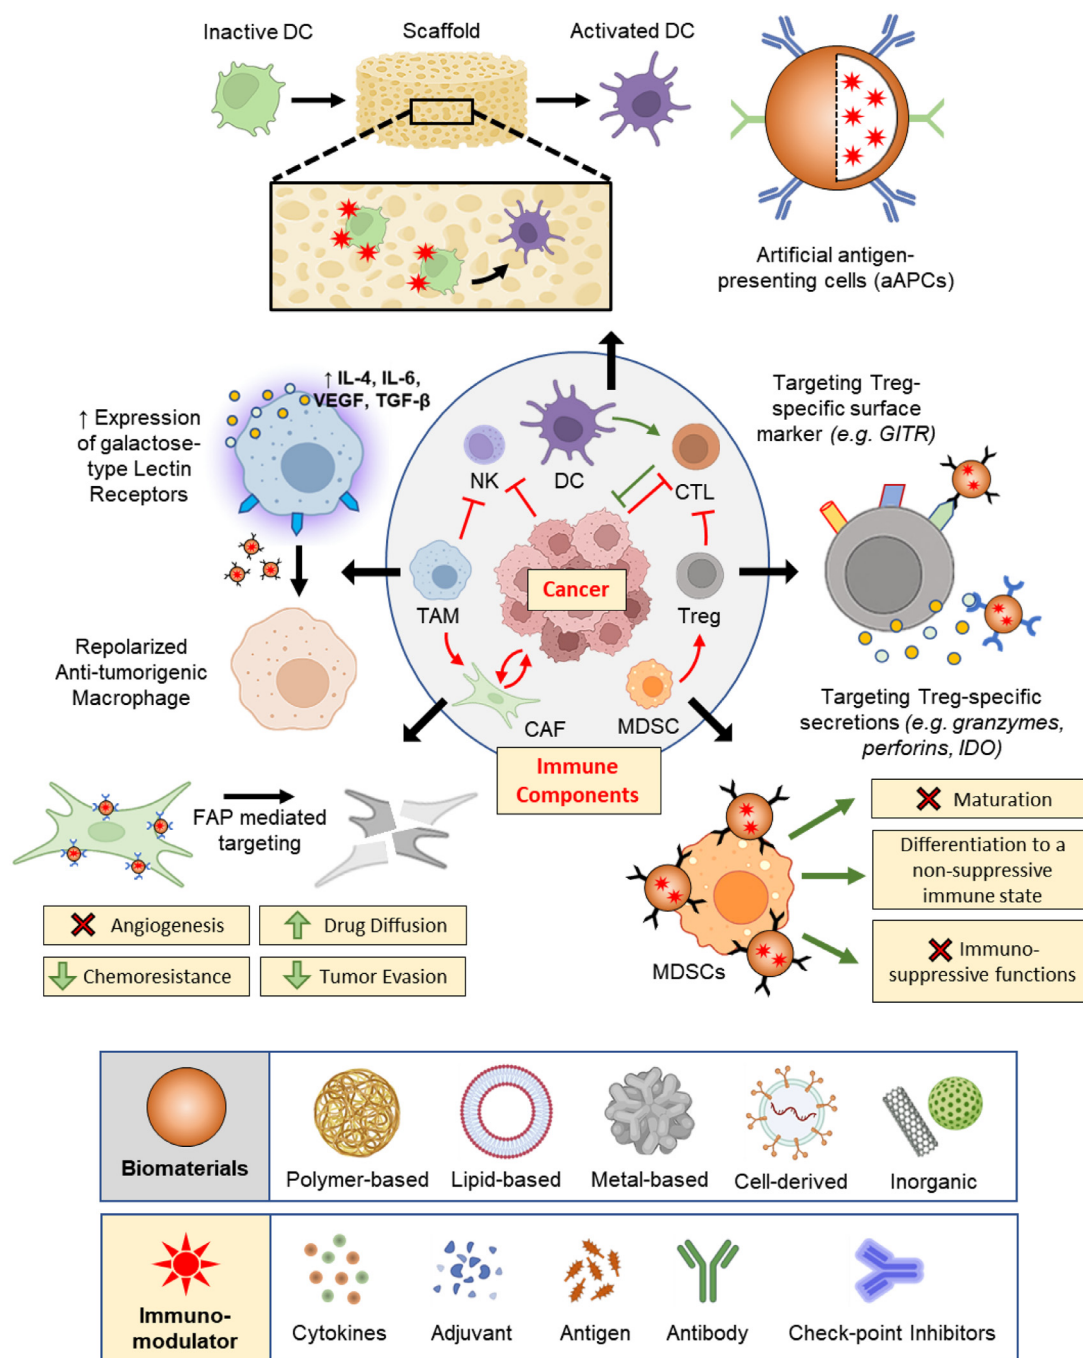 Inactive DC
Scaffold
Activated DC
Artificial antigen-
presenting cells (aAPCs)
↑ IL-4, IL-6,
VEGF, TGF-β
↑ Expression
of galactose-
type Lectin
Receptors
Repolarized
Anti-tumorigenic
Macrophage
NK
DC
CTL
Cancer
TAM
Treg
CAF
MDSC
Immune
Components
Targeting Treg-
specific surface
marker (e.g. GITR)
Targeting Treg-specific
secretions (e.g. granzymes,
perforins, IDO)
FAP mediated
targeting
Angiogenesis
Drug Diffusion
Chemoresistance
Tumor Evasion
MDSCs
Maturation
Differentiation to a
non-suppressive
immune state
Immuno-
suppressive functions
Biomaterials
Polymer-based
Lipid-based
Metal-based
Cell-derived
Inorganic
Immuno-
modulator
Cytokines
Adjuvant
Antigen
Antibody
Check-point Inhibitors